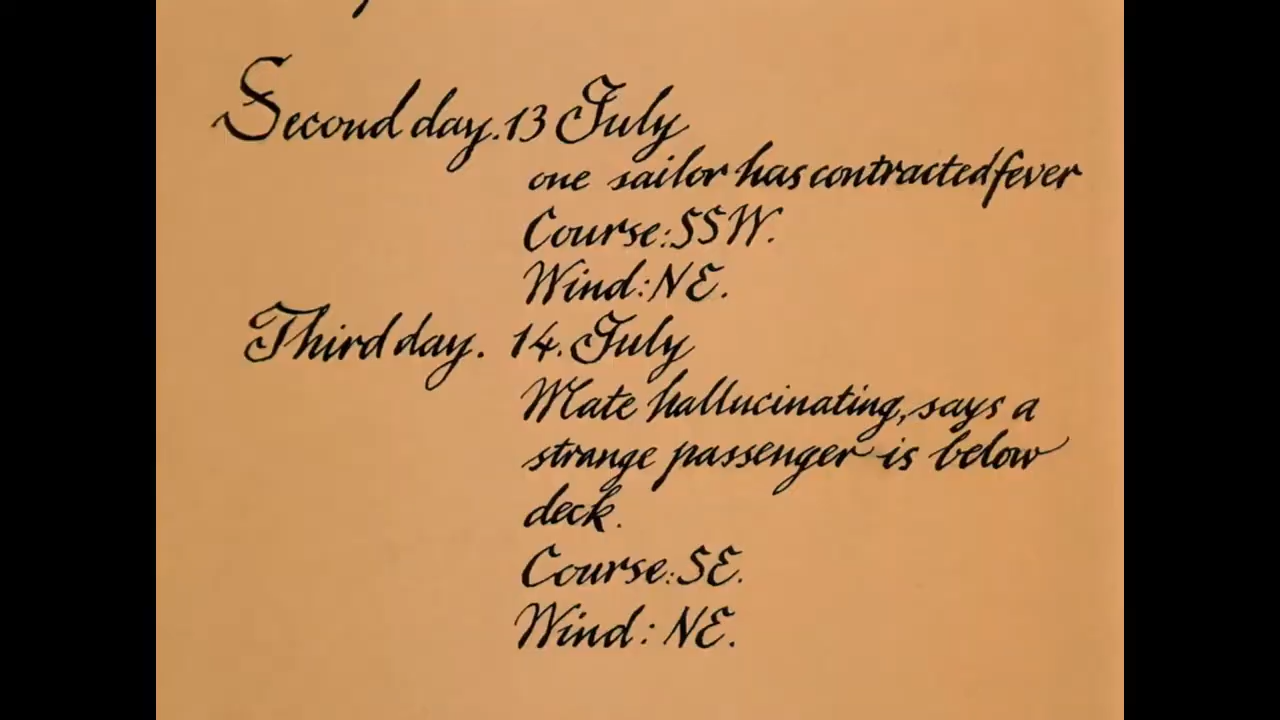 Second day. 13 July
one sailor has contracted fever
Course: SSW.
Wind: NE.
Third day. 14. July
Mate hallucinating, says a
strange passenger is below
deck.
Course: SE.
Wind: NE.